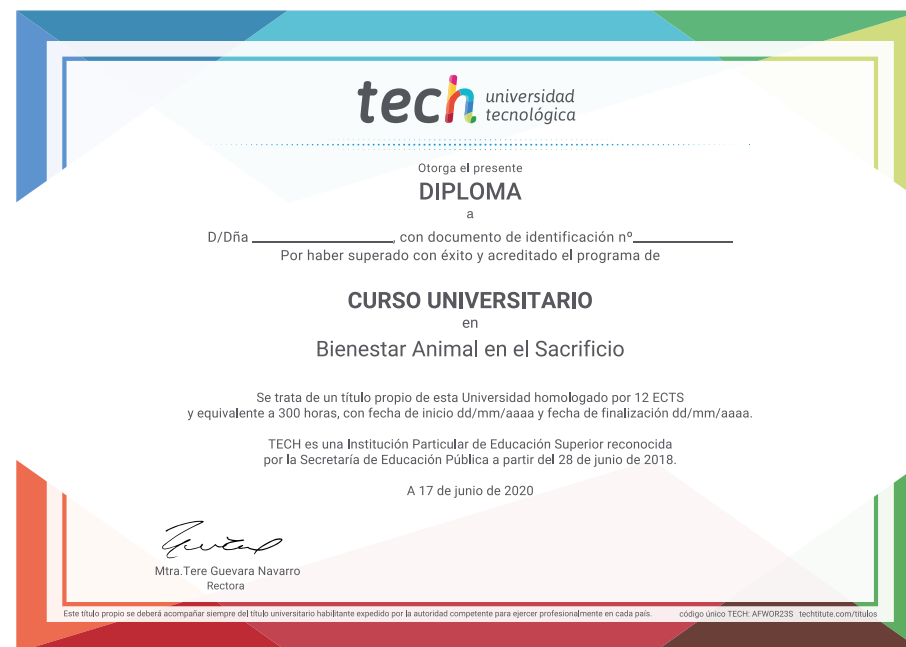 tech universidad
tecnológica
Otorga el presente
DIPLOMA
a
D/Dña ____________________, con documento de identificación nº______________
Por haber superado con éxito y acreditado el programa de
CURSO UNIVERSITARIO
en
Bienestar Animal en el Sacrificio
Se trata de un título propio de esta Universidad homologado por 12 ECTS
y equivalente a 300 horas, con fecha de inicio dd/mm/aaaa y fecha de finalización dd/mm/aaaa.
TECH es una Institución Particular de Educación Superior reconocida
por la Secretaría de Educación Pública a partir del 28 de junio de 2018.
A 17 de junio de 2020
Mtra.Tere Guevara Navarro
Rectora
Este título propio se deberá acompañar siempre del título universitario habilitante expedido por la autoridad competente para ejercer profesionalmente en cada país. código único TECH: AFWOR23S techtitute.com/titulos